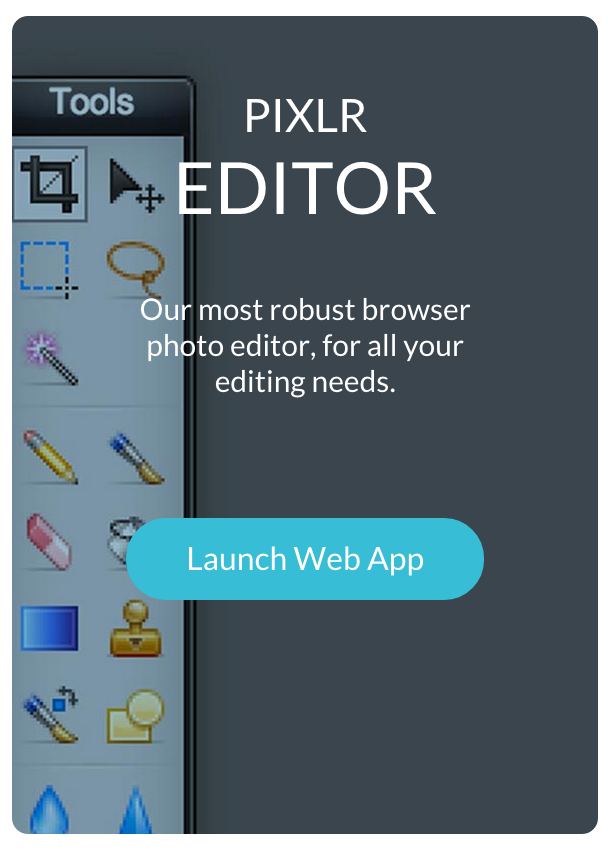 Tools
PIXLR
EDITOR
Our most robust browser
photo editor, for all your
editing needs.
Launch Web App